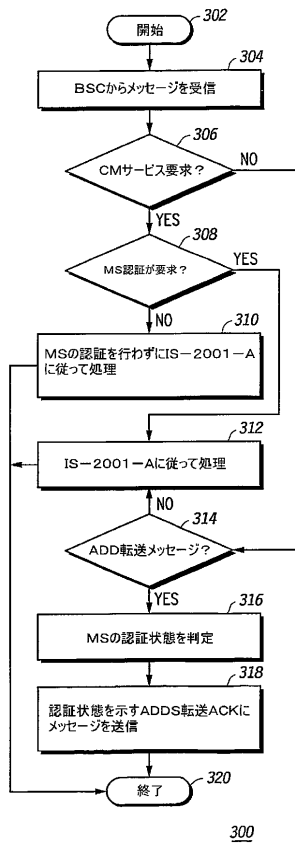 開始
302
304
BSCからメッセージを受信
306
CMサービス要求？
NO
YES
308
MS認証が要求？
YES
NO
310
MSの認証を行わずにIS－2001－A
に従って処理
312
IS－2001－Aに従って処理
NO
314
ADD転送メッセージ？
YES
316
MSの認証状態を判定
318
認証状態を示すADDS転送ACKに
メッセージを送信
320
終了
300